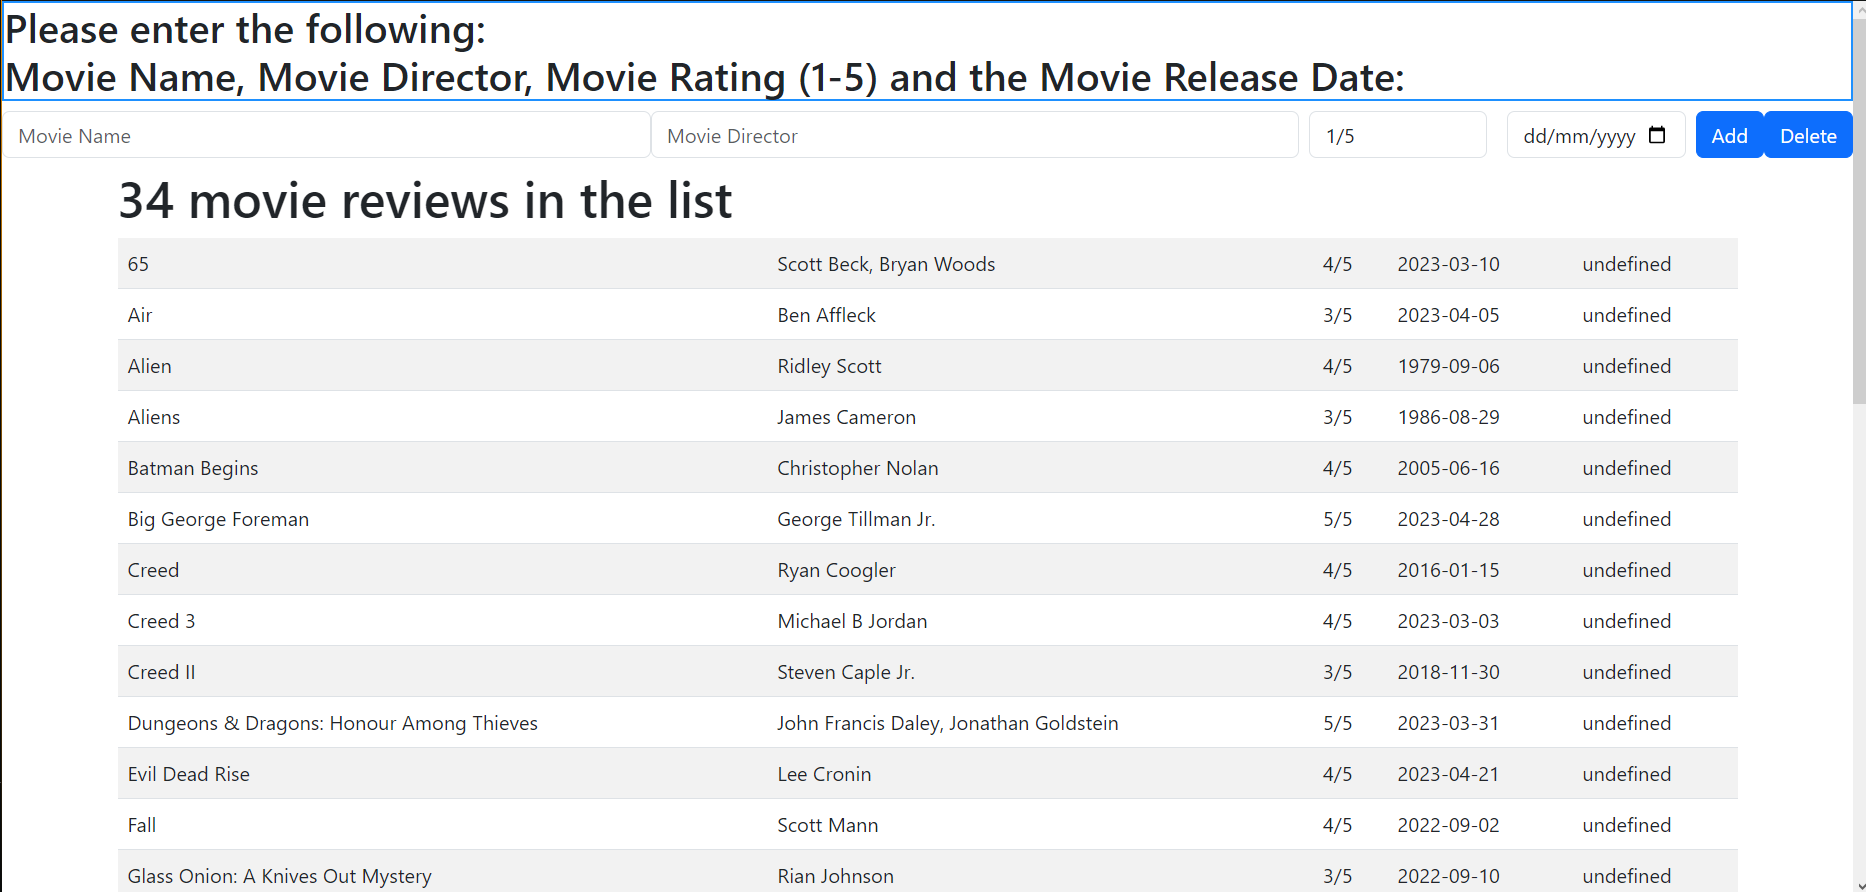 Please enter the following:
Movie Name, Movie Director, Movie Rating (1-5) and the Movie Release Date:
Movie Name Movie Director 1/5 dd/mm/yyyy Add Delete
34 movie reviews in the list
65 Scott Beck, Bryan Woods 4/5 2023-03-10 undefined
Air Ben Affleck 3/5 2023-04-05 undefined
Alien Ridley Scott 4/5 1979-09-06 undefined
Aliens James Cameron 3/5 1986-08-29 undefined
Batman Begins Christopher Nolan 4/5 2005-06-16 undefined
Big George Foreman George Tillman Jr. 5/5 2023-04-28 undefined
Creed Ryan Coogler 4/5 2016-01-15 undefined
Creed 3 Michael B Jordan 4/5 2023-03-03 undefined
Creed II Steven Caple Jr. 3/5 2018-11-30 undefined
Dungeons & Dragons: Honour Among Thieves John Francis Daley, Jonathan Goldstein 5/5 2023-03-31 undefined
Evil Dead Rise Lee Cronin 4/5 2023-04-21 undefined
Fall Scott Mann 4/5 2022-09-02 undefined
Glass Onion: A Knives Out Mystery Rian Johnson 3/5 2022-09-10 undefined